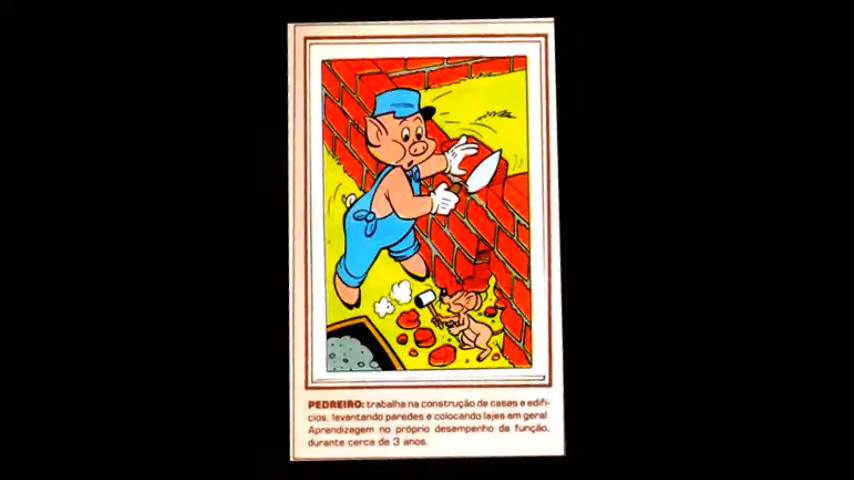 PEDREIRO: trabalha na construção de casas e edifí-
cios, levantando paredes e colocando lajes em geral.
Aprendizagem no próprio desempenho da função,
durante cerca de 3 anos.